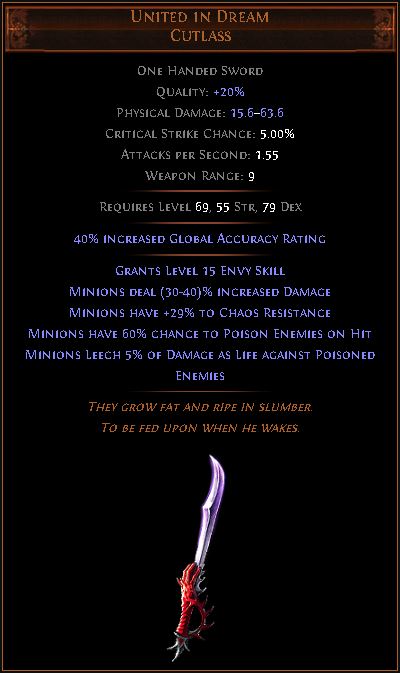 United in Dream
Cutlass
One Handed Sword
Quality: +20%
Physical Damage: 15.6–63.6
Critical Strike Chance: 5.00%
Attacks per Second: 1.55
Weapon Range: 9
Requires Level 69, 55 Str, 79 Dex
40% increased Global Accuracy Rating
Grants Level 15 Envy Skill
Minions deal (30-40)% increased Damage
Minions have +29% to Chaos Resistance
Minions have 60% chance to Poison Enemies on Hit
Minions Leech 5% of Damage as Life against Poisoned
Enemies
They grow fat and ripe in slumber.
To be fed upon when he wakes.